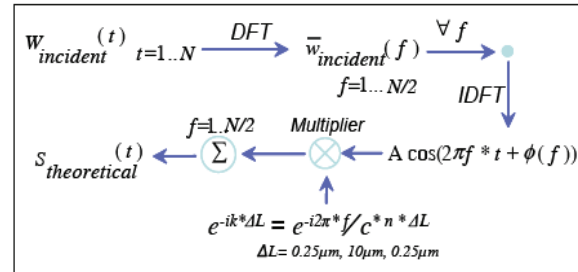 W incident (t) t=1..N DFT w̅ incident (f) ∀ f
f=1... N/2
IDFT
f=1..N/2 Multiplier
S theoretical (t) Σ A cos(2πf * t + ϕ(f))
e^-ik*ΔL = e^-i2π*f/c*n*ΔL
ΔL= 0.25μm, 10μm, 0.25μm